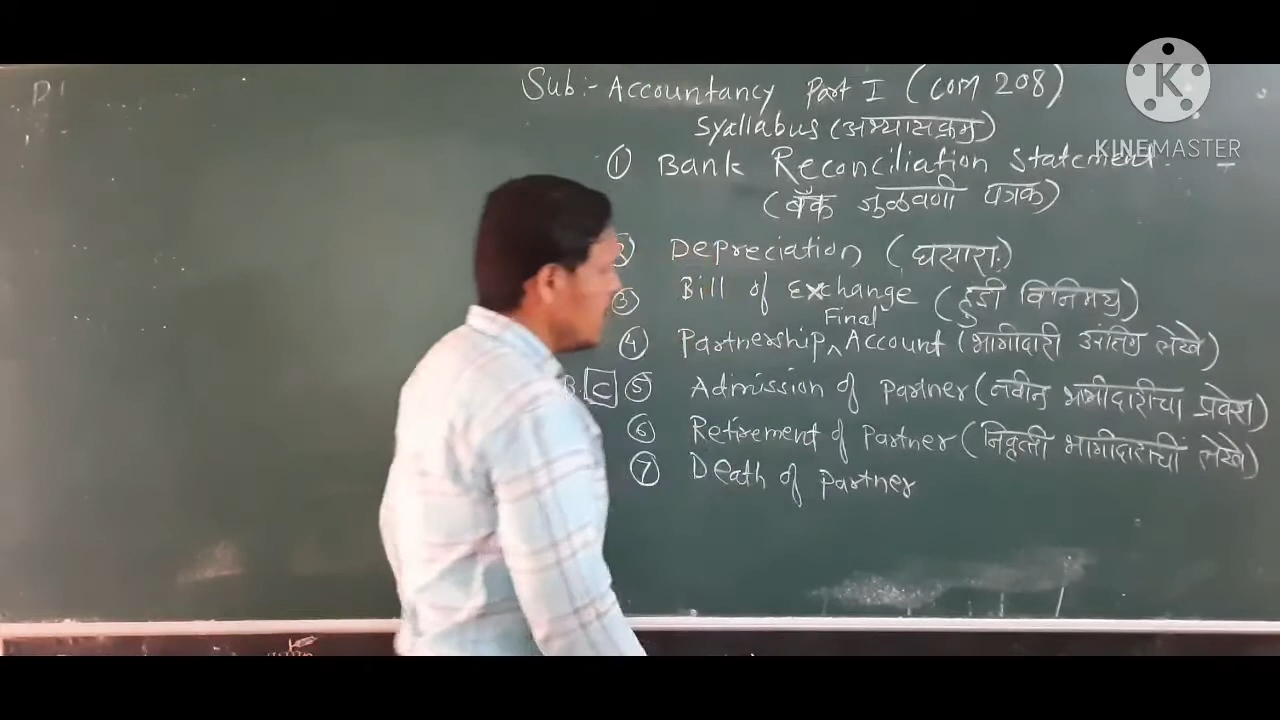 Sub:- Accountancy Part I (COM 208)
Syallabus (अभ्यासक्रम)
① Bank Reconciliation Statement.
(बँक जुळवणी पत्रक)
2 Depreciation (घसारा)
③ Bill of Exchange (हुंडी विनिमय)
④ Partnership ^ Final Account (भागीदारी अंतिम लेखे)
B C ⑤ Admission of Partner (नवीन भागीदारीचा प्रवेश)
⑥ Retirement of Partner (निवृत्ती भागीदारीचीं लेखे)
⑦ Death of Partner
K
KINEMASTER